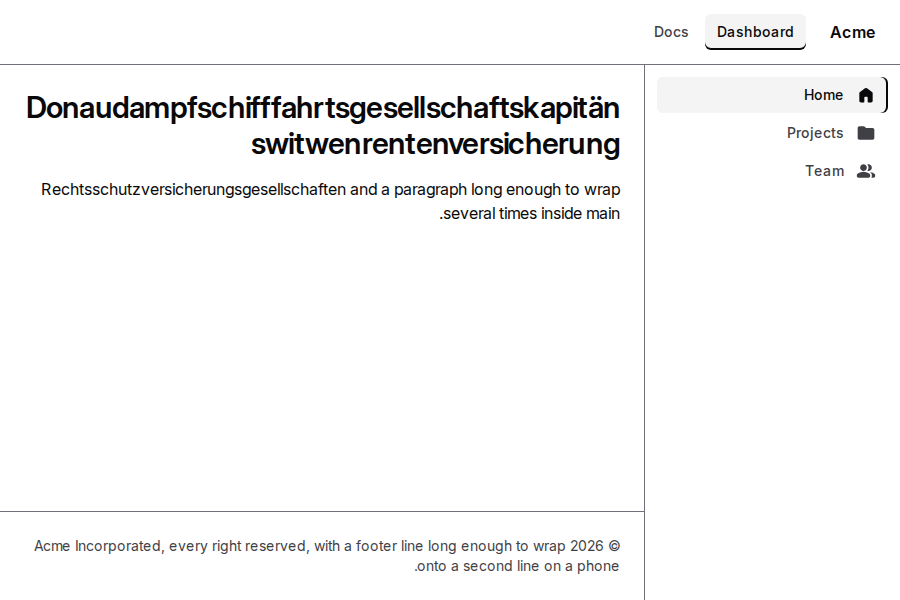 Acme
Dashboard
Docs
Home
Projects
Team
Donaudampfschifffahrtsgesellschaftskapitän
switwenrentenversicherung
Rechtsschutzversicherungsgesellschaften and a paragraph long enough to wrap
several times inside main.
© 2026 Acme Incorporated, every right reserved, with a footer line long enough to wrap
onto a second line on a phone.